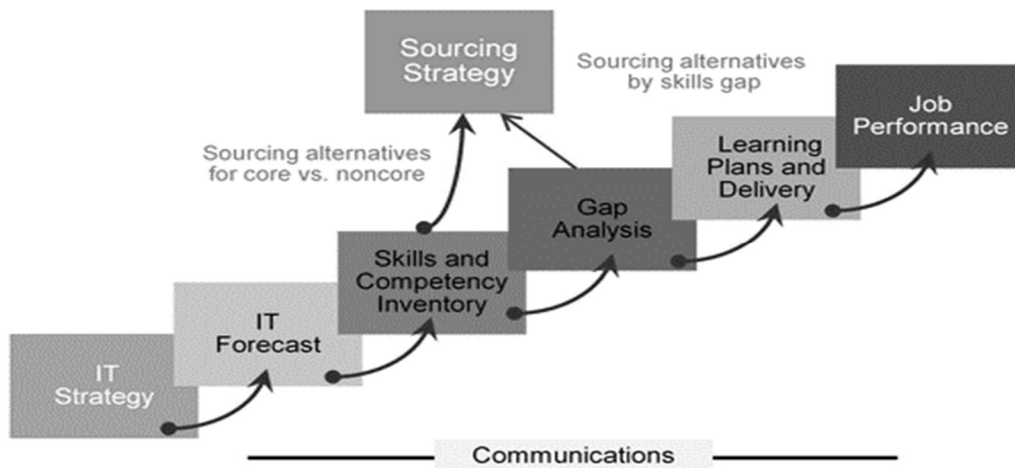 Sourcing
Strategy
Sourcing alternatives
by skills gap
Job
Performance
Sourcing alternatives
for core vs. noncore
Learning
Plans and
Delivery
Gap
Analysis
Skills and
Competency
Inventory
IT
Forecast
IT
Strategy
Communications